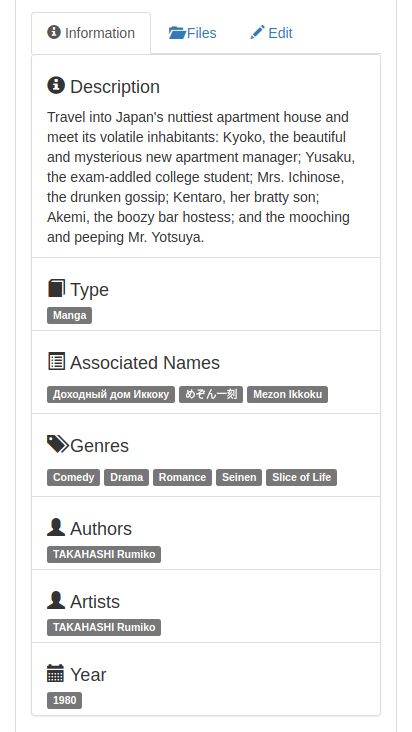 Information Files Edit
Description
Travel into Japan's nuttiest apartment house and
meet its volatile inhabitants: Kyoko, the beautiful
and mysterious new apartment manager; Yusaku,
the exam-addled college student; Mrs. Ichinose,
the drunken gossip; Kentaro, her bratty son;
Akemi, the boozy bar hostess; and the mooching
and peeping Mr. Yotsuya.
Type
Manga
Associated Names
Доходный дом Иккоку めぞん一刻 Mezon Ikkoku
Genres
Comedy Drama Romance Seinen Slice of Life
Authors
TAKAHASHI Rumiko
Artists
TAKAHASHI Rumiko
Year
1980